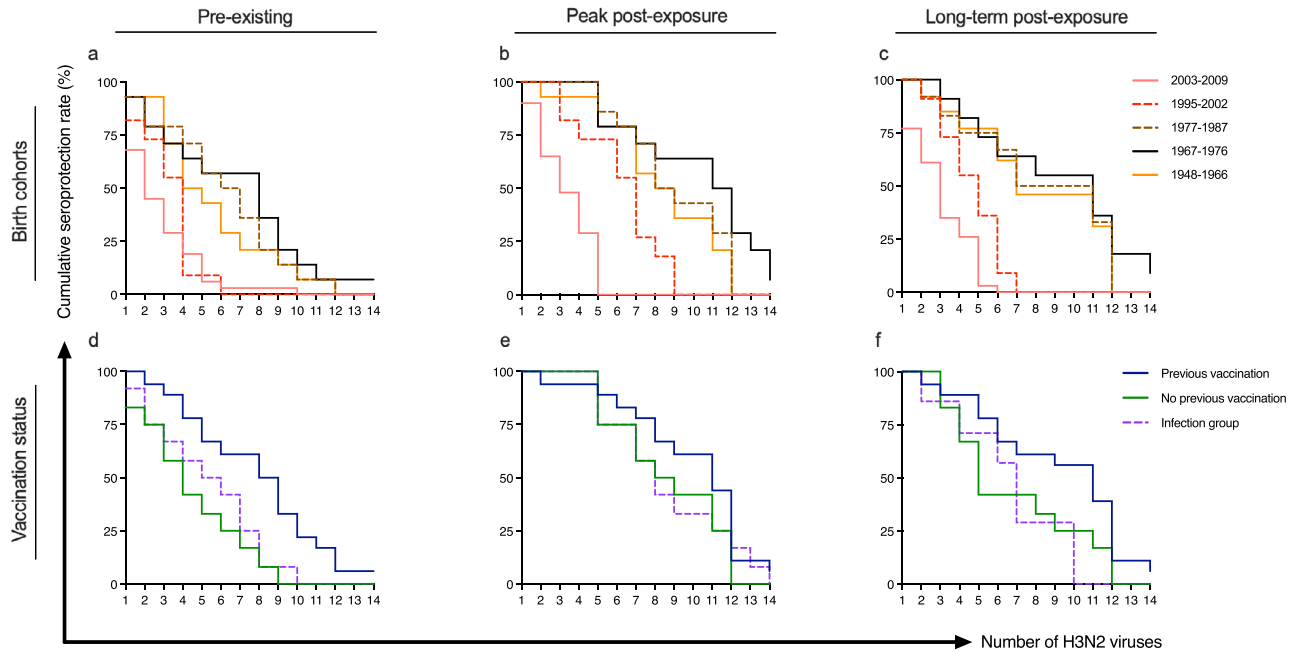 Pre-existing
Peak post-exposure
Long-term post-exposure
Birth cohorts
Vaccination status
Cumulative seroprotection rate (%)
a
100
75
50
25
0
1 2 3 4 5 6 7 8 9 10 11 12 13 14
b
100
75
50
25
0
1 2 3 4 5 6 7 8 9 10 11 12 13 14
c
100
75
50
25
0
1 2 3 4 5 6 7 8 9 10 11 12 13 14
2003-2009
1995-2002
1977-1987
1967-1976
1948-1966
d
100
75
50
25
0
1 2 3 4 5 6 7 8 9 10 11 12 13 14
e
100
75
50
25
0
1 2 3 4 5 6 7 8 9 10 11 12 13 14
f
100
75
50
25
0
1 2 3 4 5 6 7 8 9 10 11 12 13 14
Previous vaccination
No previous vaccination
Infection group
Number of H3N2 viruses